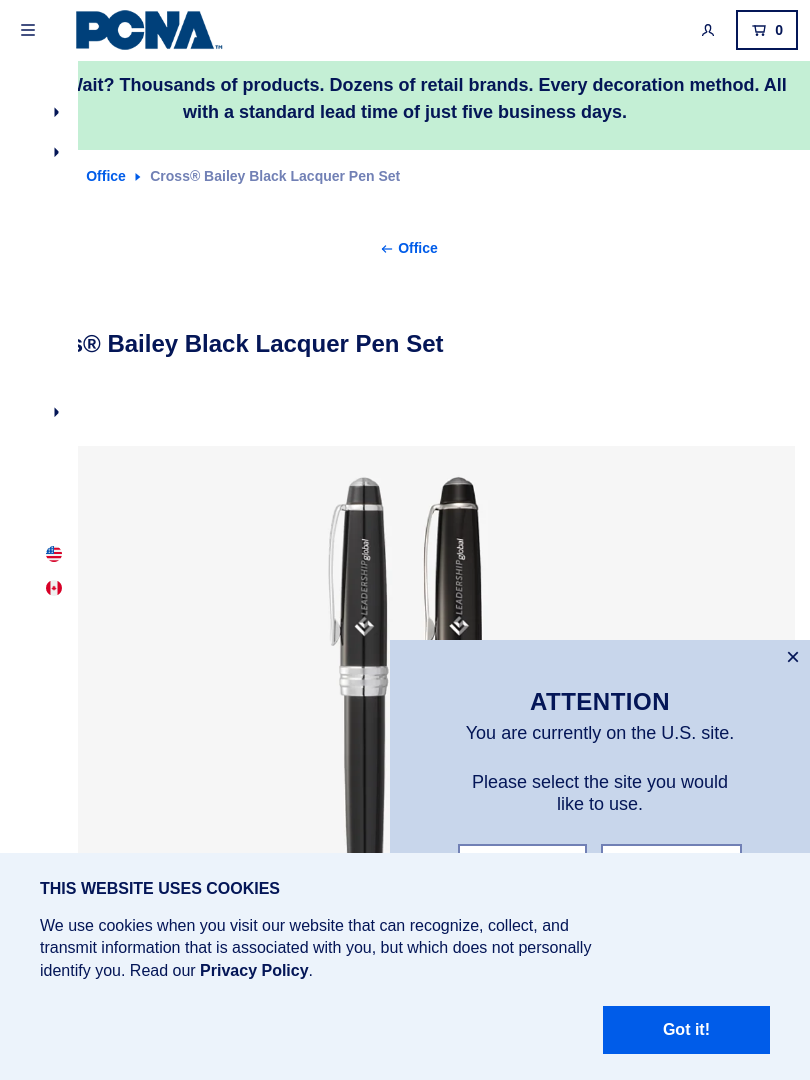 PCNA™
0
Wait? Thousands of products. Dozens of retail brands. Every decoration method. All
with a standard lead time of just five business days.
Office
Cross® Bailey Black Lacquer Pen Set
Office
® Bailey Black Lacquer Pen Set
LEADERSHIP global
LEADERSHIP global
ATTENTION
You are currently on the U.S. site.
Please select the site you would
like to use.
THIS WEBSITE USES COOKIES
We use cookies when you visit our website that can recognize, collect, and
transmit information that is associated with you, but which does not personally
identify you. Read our Privacy Policy.
Got it!